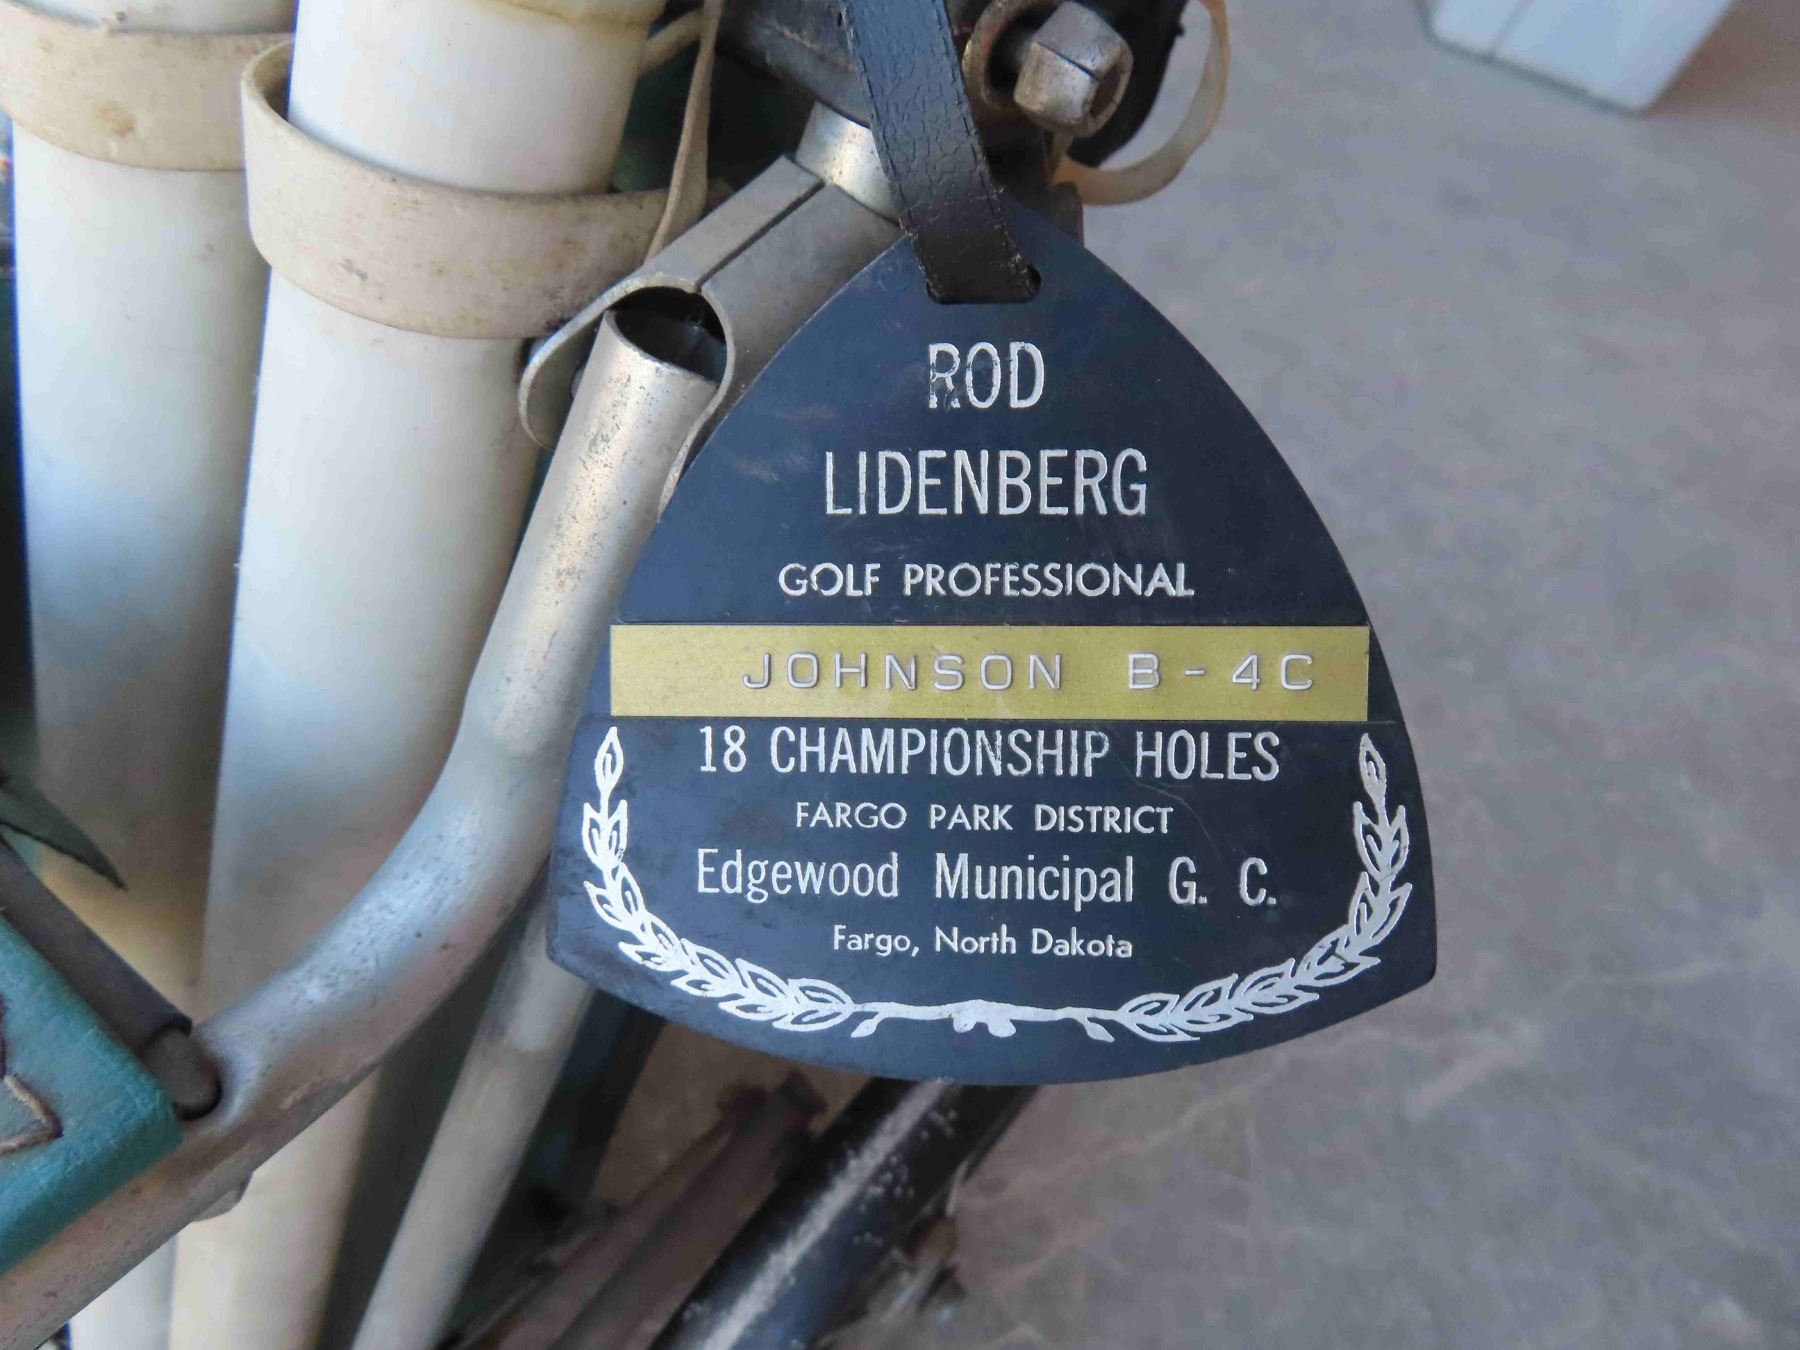 ROD
LIDENBERG
GOLF PROFESSIONAL
JOHNSON B-4C
18 CHAMPIONSHIP HOLES
FARGO PARK DISTRICT
Edgewood Municipal G. C.
Fargo, North Dakota